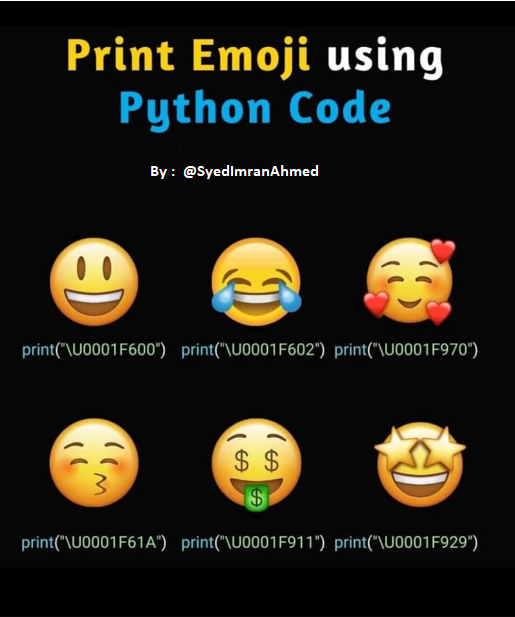 Print Emoji using
Python Code
By : @SyedImranAhmed
print("\U0001F600") print("\U0001F602") print("\U0001F970")
$ $
$
print("\U0001F61A") print("\U0001F911") print("\U0001F929")